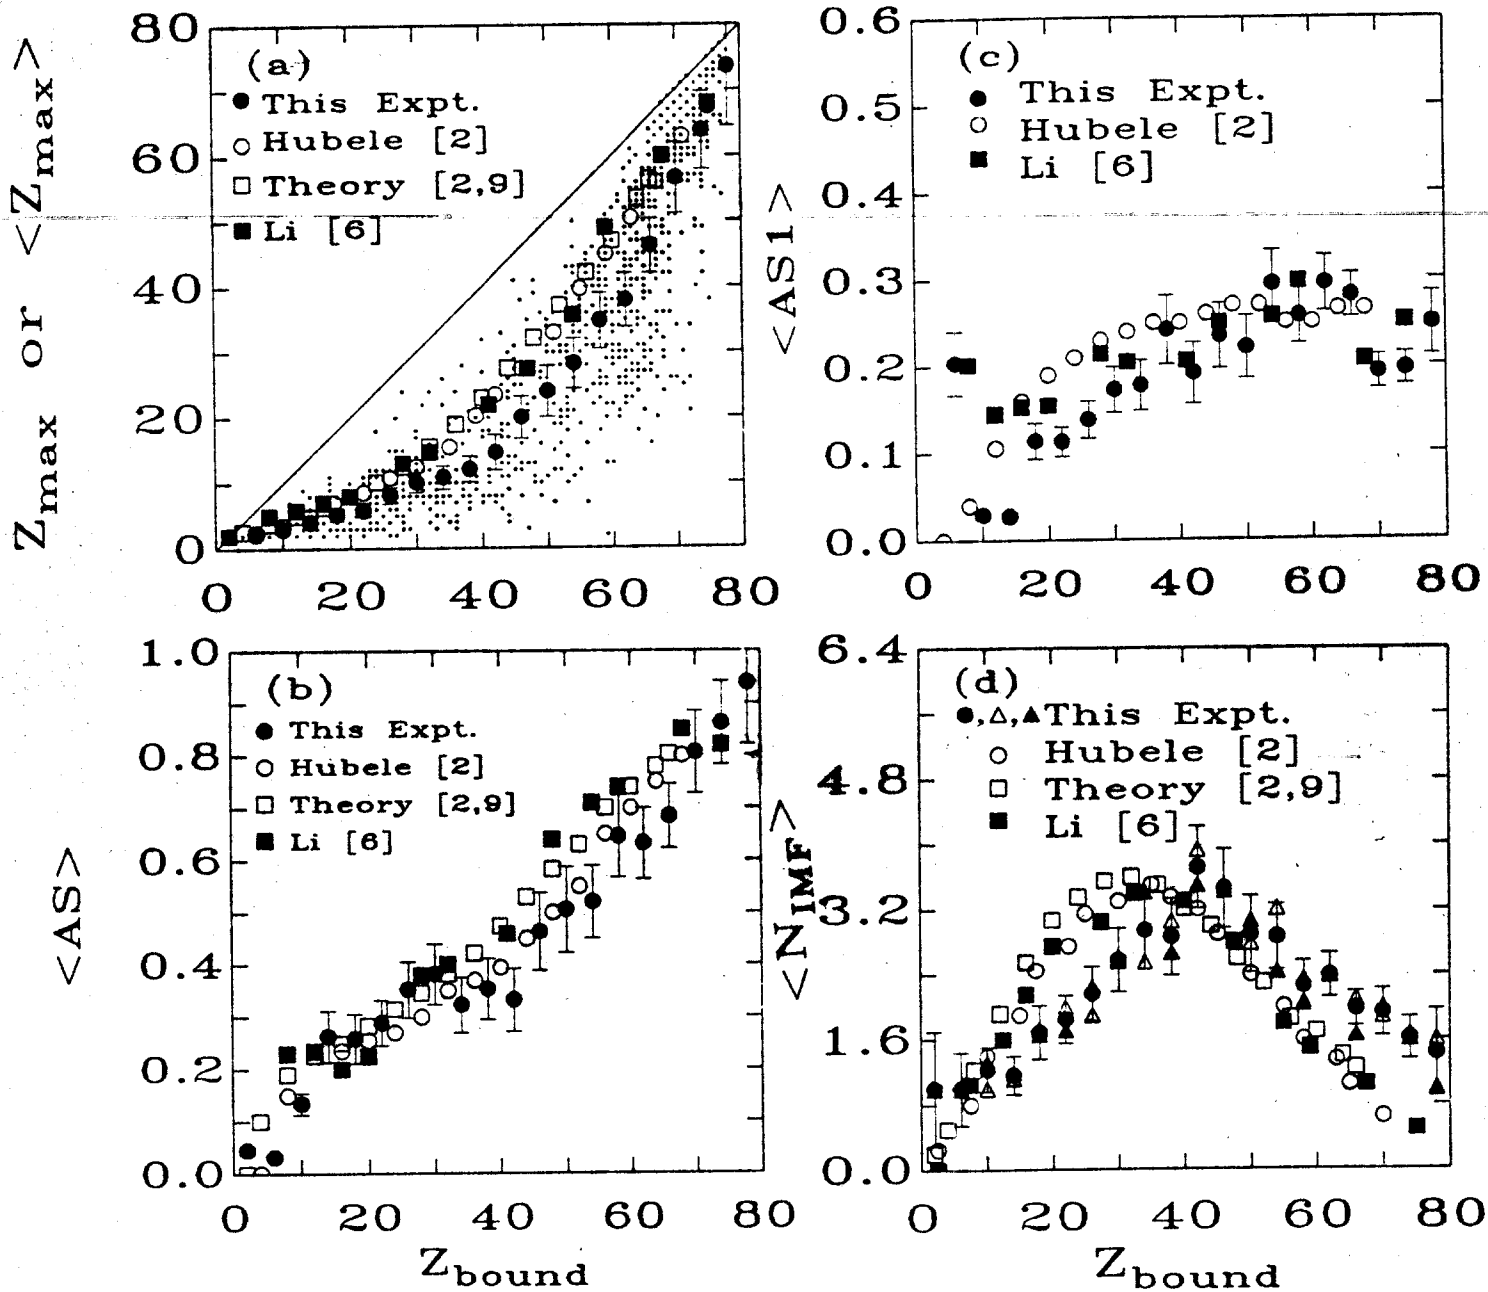 Z_max or <Z_max>
80
60
40
20
0
(a)
This Expt.
Hubele [2]
Theory [2,9]
Li [6]
0 20 40 60 80
<AS1>
0.6
0.5
0.4
0.3
0.2
0.1
0.0
(c)
This Expt.
Hubele [2]
Li [6]
0 20 40 60 80
<AS>
1.0
0.8
0.6
0.4
0.2
0.0
(b)
This Expt.
Hubele [2]
Theory [2,9]
Li [6]
0 20 40 60 80
Z_bound
<N_IMF>
6.4
4.8
3.2
1.6
0.0
(d)
●,△,▲ This Expt.
Hubele [2]
Theory [2,9]
Li [6]
0 20 40 60 80
Z_bound